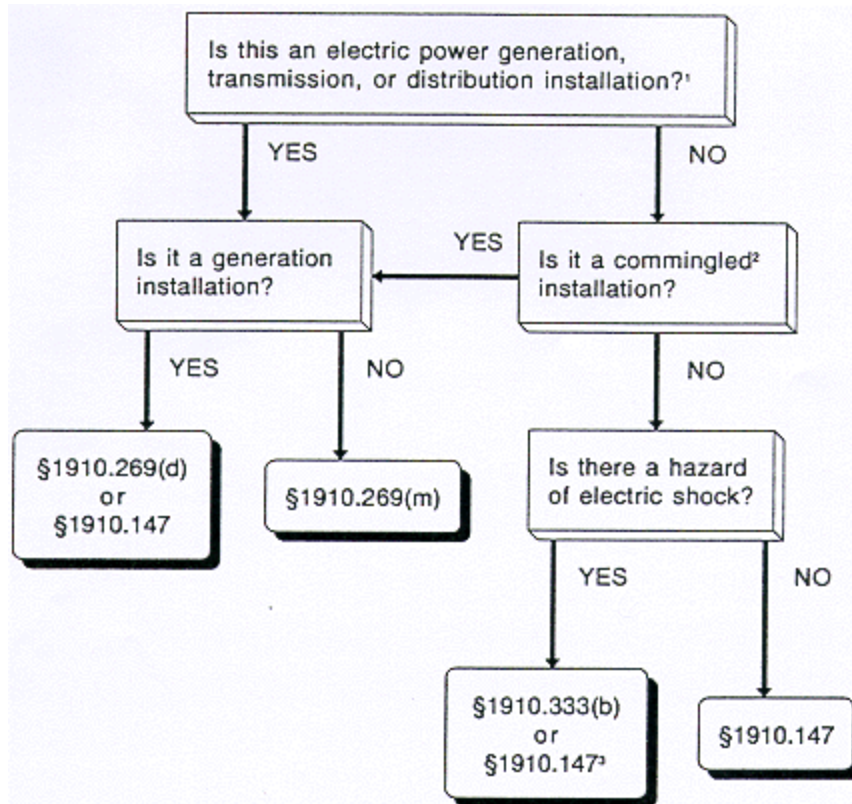 Is this an electric power generation,
transmission, or distribution installation?¹
YES
NO
Is it a generation
installation?
YES
Is it a commingled²
installation?
YES
NO
NO
§1910.269(d)
or
§1910.147
§1910.269(m)
Is there a hazard
of electric shock?
YES
NO
§1910.333(b)
or
§1910.147³
§1910.147